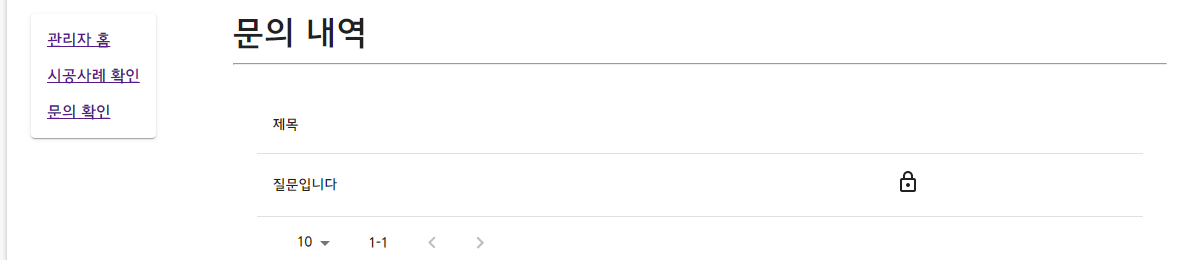 관리자 홈
시공사례 확인
문의 확인
문의 내역
제목
질문입니다
10 1-1